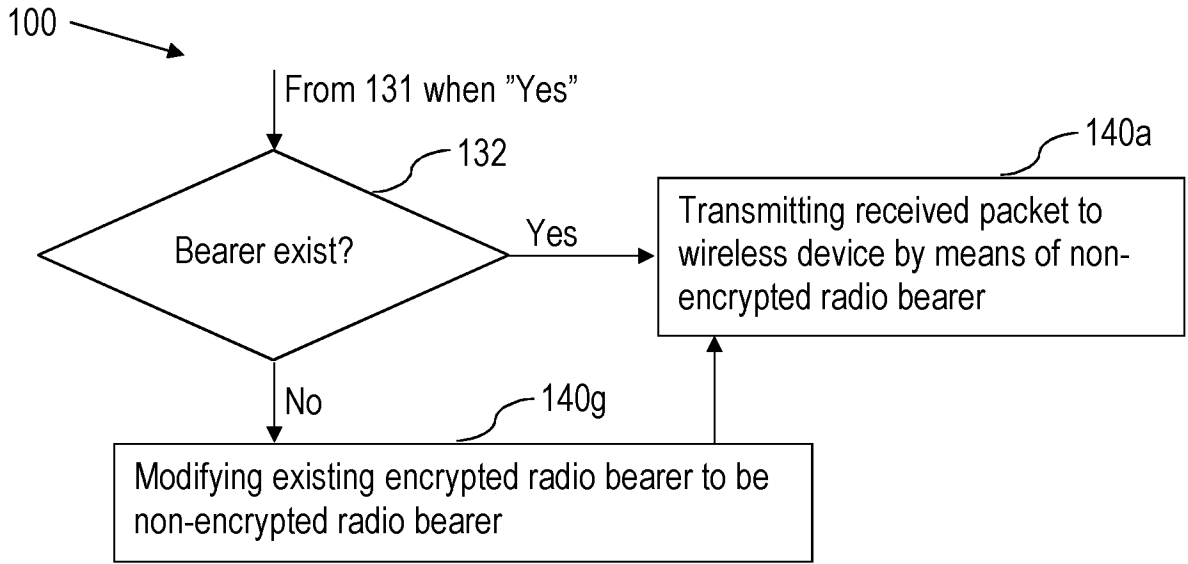 100
From 131 when ”Yes”
132
Bearer exist?
Yes
140a
Transmitting received packet to
wireless device by means of non-
encrypted radio bearer
No
140g
Modifying existing encrypted radio bearer to be
non-encrypted radio bearer